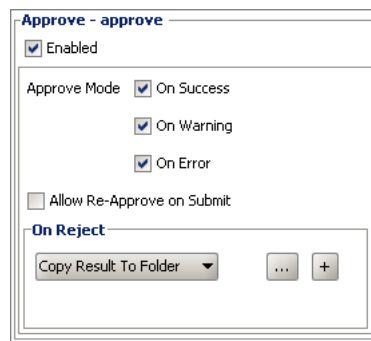 Approve - approve
Enabled
Approve Mode On Success
On Warning
On Error
Allow Re-Approve on Submit
On Reject
Copy Result To Folder ... +